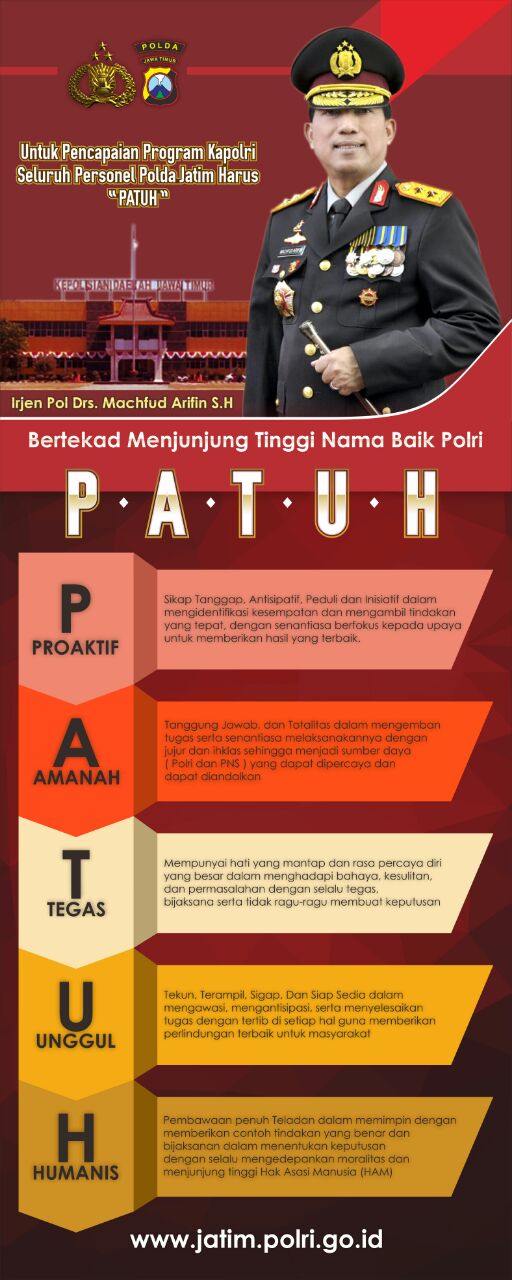 POLDA
JAWA TIMUR
Untuk Pencapaian Program Kapolri
Seluruh Personel Polda Jatim Harus
"PATUH"
KEPOLISIAN DAERAH JAWA TIMUR
Irjen Pol Drs. Machfud Arifin S.H
Bertekad Menjunjung Tinggi Nama Baik Polri
P·A·T·U·H
P
PROAKTIF
Sikap Tanggap, Antisipatif, Peduli dan Inisiatif dalam
mengidentifikasi kesempatan dan mengambil tindakan
yang tepat, dengan senantiasa berfokus kepada upaya
untuk memberikan hasil yang terbaik.
A
AMANAH
Tanggung Jawab. dan Totalitas dalam mengemban
tugas serta senantiasa melaksanakannya dengan
jujur dan ihklas sehingga menjadi sumber daya
( Polri dan PNS ) yang dapat dipercaya dan
dapat diandalkan
T
TEGAS
Mempunyai hati yang mantap dan rasa percaya diri
yang besar dalam menghadapi bahaya, kesulitan,
dan permasalahan dengan selalu tegas,
bijaksana serta tidak ragu-ragu membuat keputusan
U
UNGGUL
Tekun, Terampil, Sigap, Dan Siap Sedia dalam
mengawasi, mengantisipasi, serta menyelesaikan
tugas dengan tertib di setiap hal guna memberikan
perlindungan terbaik untuk masyarakat
H
HUMANIS
Pembawaan penuh Teladan dalam memimpin dengan
memberikan contoh tindakan yang benar dan
bijaksanan dalam menentukan keputusan
dengan selalu mengedepankan moralitas dan
menjunjung tinggi Hak Asasi Manusia (HAM)
www.jatim.polri.go.id